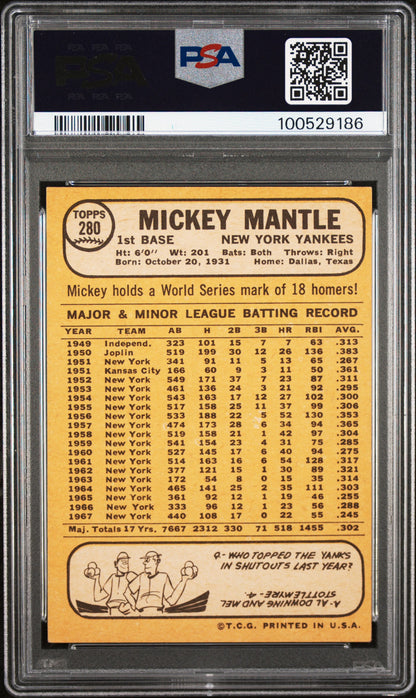 PSA
PSA
100529186
TOPPS
280
MICKEY MANTLE
1st BASE NEW YORK YANKEES
Ht: 6'0" Wt: 201 Bats: Both Throws: Right
Born: October 20, 1931 Home: Dallas, Texas
Mickey holds a World Series mark of 18 homers!
MAJOR & MINOR LEAGUE BATTING RECORD
YEAR TEAM AB H 2B 3B HR RBI AVG.
1949 Independ. 323 101 15 7 7 63 .313
1950 Joplin 519 199 30 12 26 136 .383
1951 New York 341 91 11 5 13 65 .267
1951 Kansas City 166 60 9 3 11 50 .361
1952 New York 549 171 37 7 23 87 .311
1953 New York 461 136 24 3 21 92 .295
1954 New York 543 163 17 12 27 102 .300
1955 New York 517 158 25 11 37 99 .306
1956 New York 533 188 22 5 52 130 .353
1957 New York 474 173 28 6 34 94 .365
1958 New York 519 158 21 1 42 97 .304
1959 New York 541 154 23 4 31 75 .285
1960 New York 527 145 17 6 40 94 .275
1961 New York 514 163 16 6 54 128 .317
1962 New York 377 121 15 1 30 89 .321
1963 New York 172 54 8 0 15 35 .314
1964 New York 465 141 25 2 35 111 .303
1965 New York 361 92 12 1 19 46 .255
1966 New York 333 96 12 1 23 56 .288
1967 New York 440 108 17 0 22 55 .245
Maj. Totals 17 Yrs. 7667 2312 330 71 518 1455 .302
Q-WHO TOPPED THE YANKS
IN SHUTOUTS LAST YEAR?
A-AL DOWNING AND MEL
STOTTLEMYRE-4-
©T.C.G. PRINTED IN U.S.A.